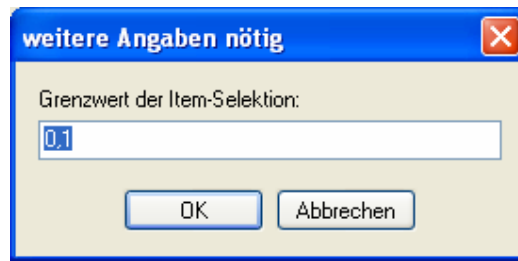 weitere Angaben nötig
Grenzwert der Item-Selektion:
0,1
OK Abbrechen